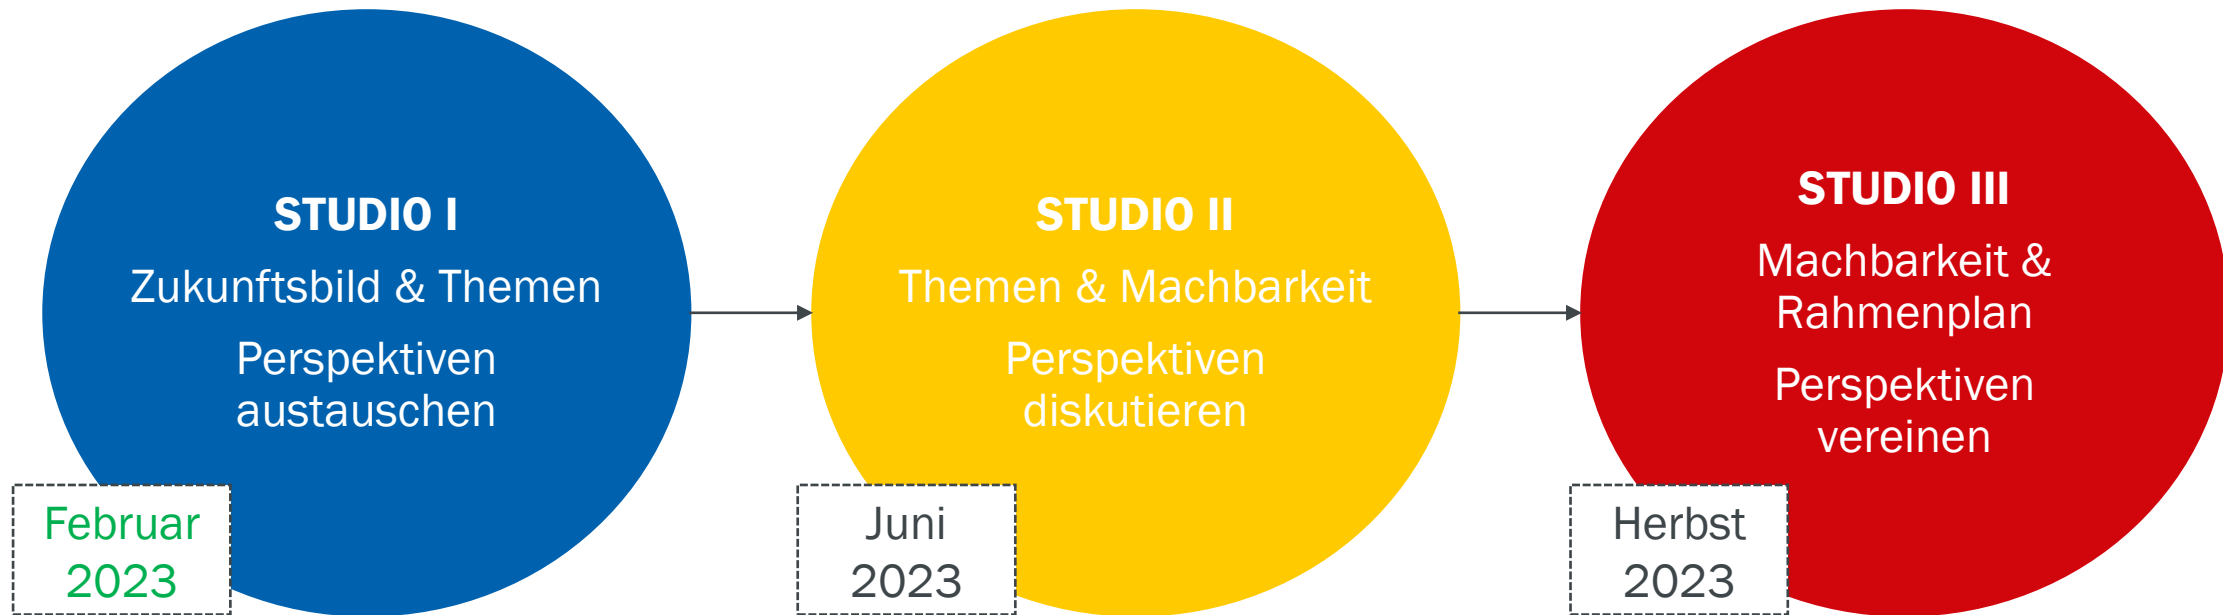 STUDIO I
Zukunftsbild & Themen
Perspektiven
austauschen
Februar
2023
STUDIO II
Themen & Machbarkeit
Perspektiven
diskutieren
Juni
2023
STUDIO III
Machbarkeit &
Rahmenplan
Perspektiven
vereinen
Herbst
2023